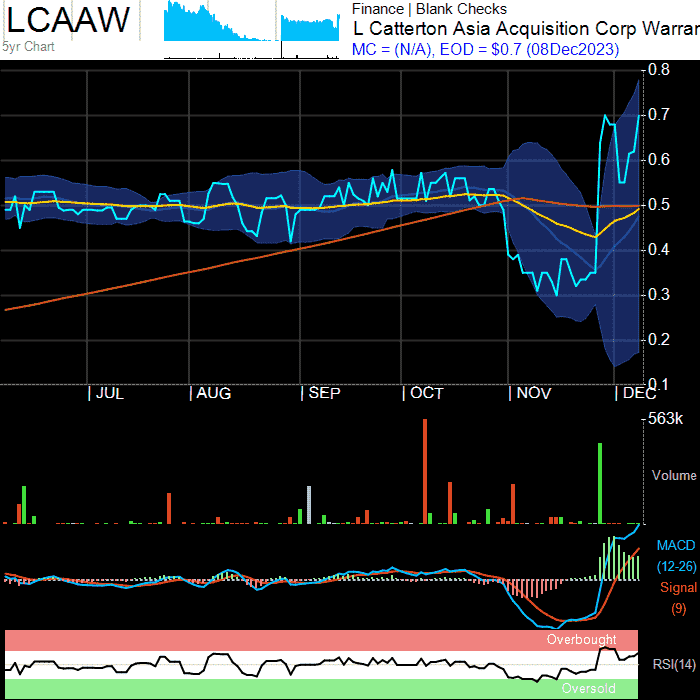 LCAAW
5yr Chart
Finance | Blank Checks
L Catterton Asia Acquisition Corp Warran
MC = (N/A), EOD = $0.7 (08Dec2023)
0.8
0.7
0.6
0.5
0.4
0.3
0.2
0.1
JUL AUG SEP OCT NOV DEC
563k
Volume
MACD
(12-26)
Signal
(9)
Overbought
RSI(14)
Oversold